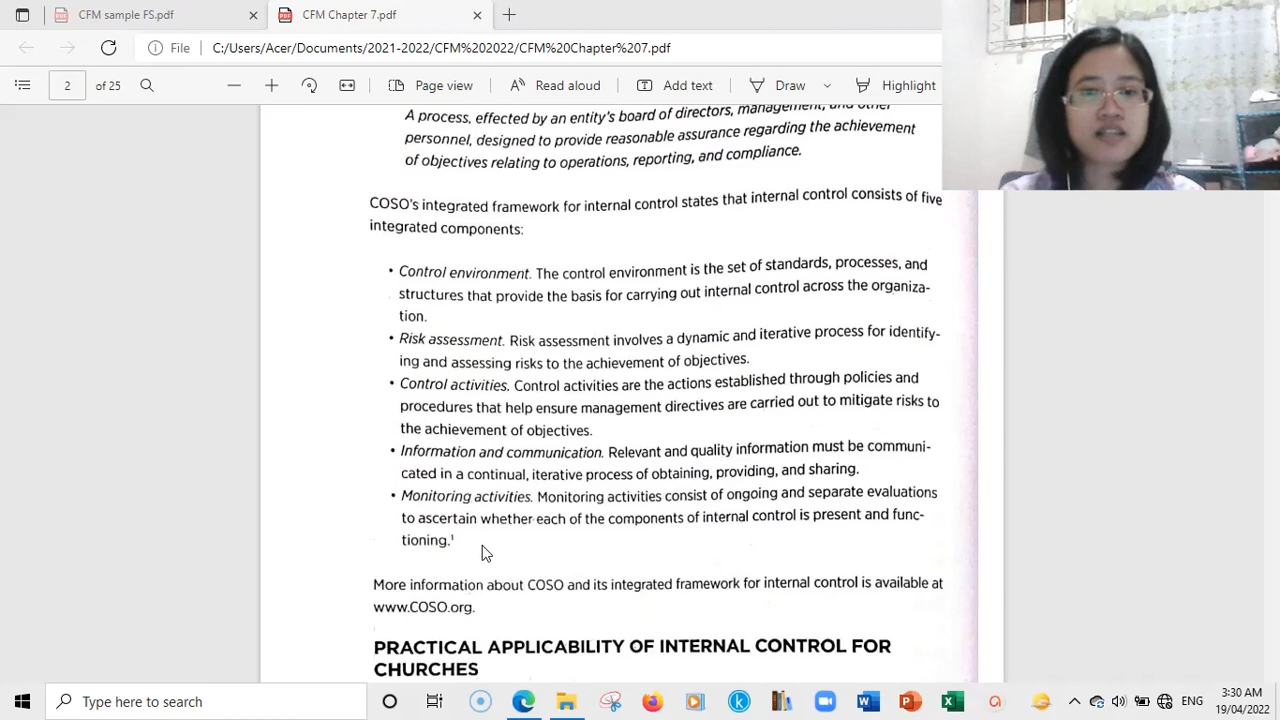 CFM sample FS.pdf
CFM Chapter 7.pdf
File
C:/Users/Acer/Documents/2021-2022/CFM%202022/CFM%20Chapter%207.pdf
2 of 25
Page view
Read aloud
Add text
Draw
Highlight
A process, effected by an entity's board of directors, management, and other
personnel, designed to provide reasonable assurance regarding the achievement
of objectives relating to operations, reporting, and compliance.
COSO's integrated framework for internal control states that internal control consists of five
integrated components:
• Control environment. The control environment is the set of standards, processes, and
structures that provide the basis for carrying out internal control across the organiza-
tion.
• Risk assessment. Risk assessment involves a dynamic and iterative process for identify-
ing and assessing risks to the achievement of objectives.
• Control activities. Control activities are the actions established through policies and
procedures that help ensure management directives are carried out to mitigate risks to
the achievement of objectives.
• Information and communication. Relevant and quality information must be communi-
cated in a continual, iterative process of obtaining, providing, and sharing.
• Monitoring activities. Monitoring activities consist of ongoing and separate evaluations
to ascertain whether each of the components of internal control is present and func-
tioning.¹
More information about COSO and its integrated framework for internal control is available at
www.COSO.org.
PRACTICAL APPLICABILITY OF INTERNAL CONTROL FOR
CHURCHES
Type here to search
ENG
3:30 AM
19/04/2022